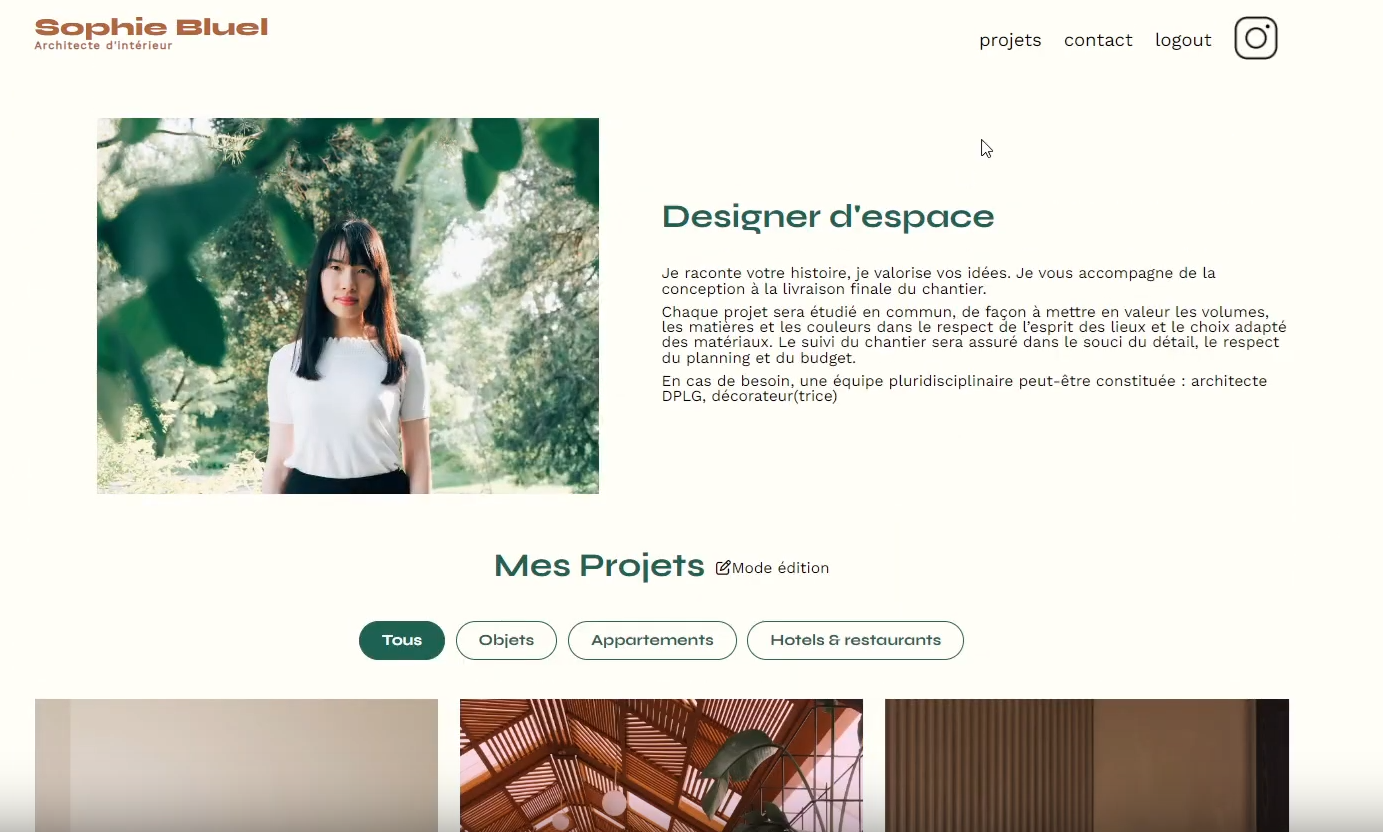 Sophie Bluel
Architecte d'intérieur
projets contact logout
Designer d'espace
Je raconte votre histoire, je valorise vos idées. Je vous accompagne de la
conception à la livraison finale du chantier.
Chaque projet sera étudié en commun, de façon à mettre en valeur les volumes,
les matières et les couleurs dans le respect de l’esprit des lieux et le choix adapté
des matériaux. Le suivi du chantier sera assuré dans le souci du détail, le respect
du planning et du budget.
En cas de besoin, une équipe pluridisciplinaire peut-être constituée : architecte
DPLG, décorateur(trice)
Mes Projets Mode édition
Tous Objets Appartements Hotels & restaurants